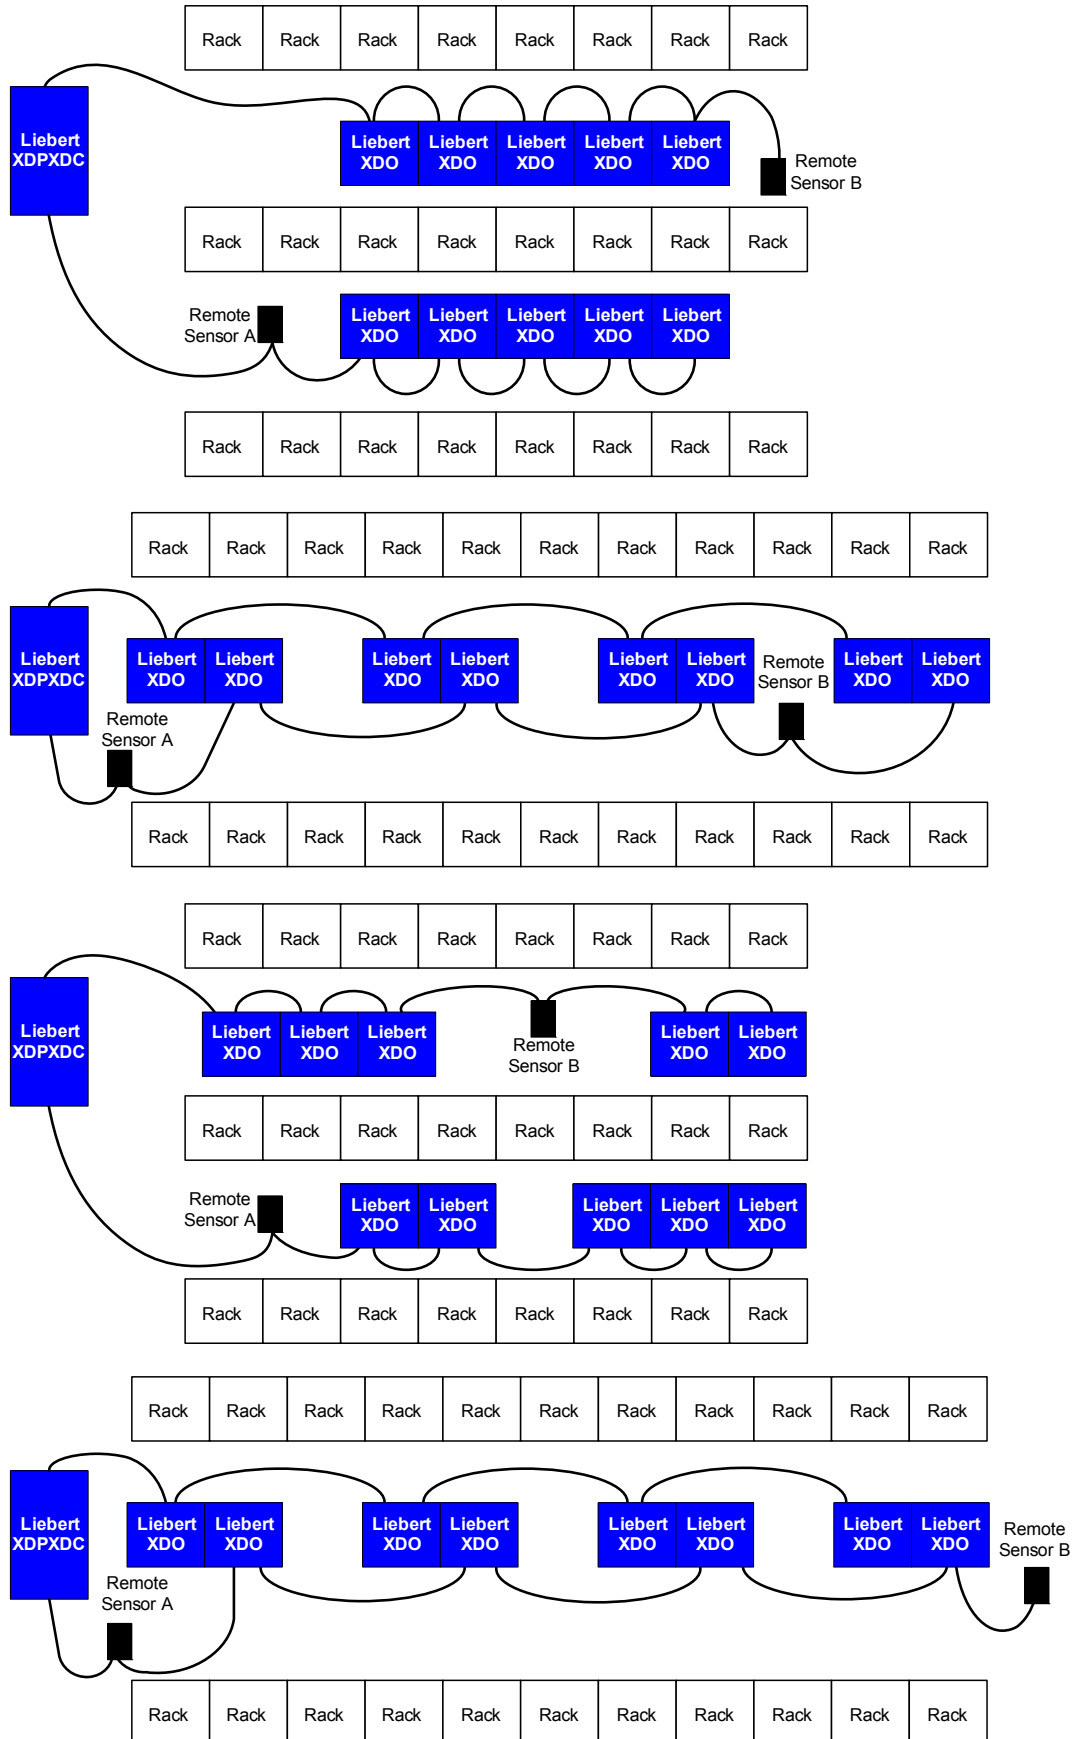 Rack Rack Rack Rack Rack Rack Rack Rack
Liebert
XDPXDC
Liebert Liebert Liebert Liebert Liebert
XDO XDO XDO XDO XDO
Remote
Sensor B
Rack Rack Rack Rack Rack Rack Rack Rack
Remote
Sensor A
Liebert Liebert Liebert Liebert Liebert
XDO XDO XDO XDO XDO
Rack Rack Rack Rack Rack Rack Rack Rack
Rack Rack Rack Rack Rack Rack Rack Rack Rack Rack Rack
Liebert
XDPXDC
Liebert Liebert Liebert Liebert Liebert Liebert Liebert Liebert
XDO XDO XDO XDO XDO XDO XDO XDO
Remote
Sensor B
Remote
Sensor A
Rack Rack Rack Rack Rack Rack Rack Rack Rack Rack Rack
Rack Rack Rack Rack Rack Rack Rack Rack
Liebert
XDPXDC
Liebert Liebert Liebert Liebert Liebert
XDO XDO XDO XDO XDO
Remote
Sensor B
Rack Rack Rack Rack Rack Rack Rack Rack
Remote
Sensor A
Liebert Liebert Liebert Liebert Liebert
XDO XDO XDO XDO XDO
Rack Rack Rack Rack Rack Rack Rack Rack
Rack Rack Rack Rack Rack Rack Rack Rack Rack Rack Rack
Liebert
XDPXDC
Liebert Liebert Liebert Liebert Liebert Liebert Liebert Liebert
XDO XDO XDO XDO XDO XDO XDO XDO
Remote
Sensor B
Remote
Sensor A
Rack Rack Rack Rack Rack Rack Rack Rack Rack Rack Rack